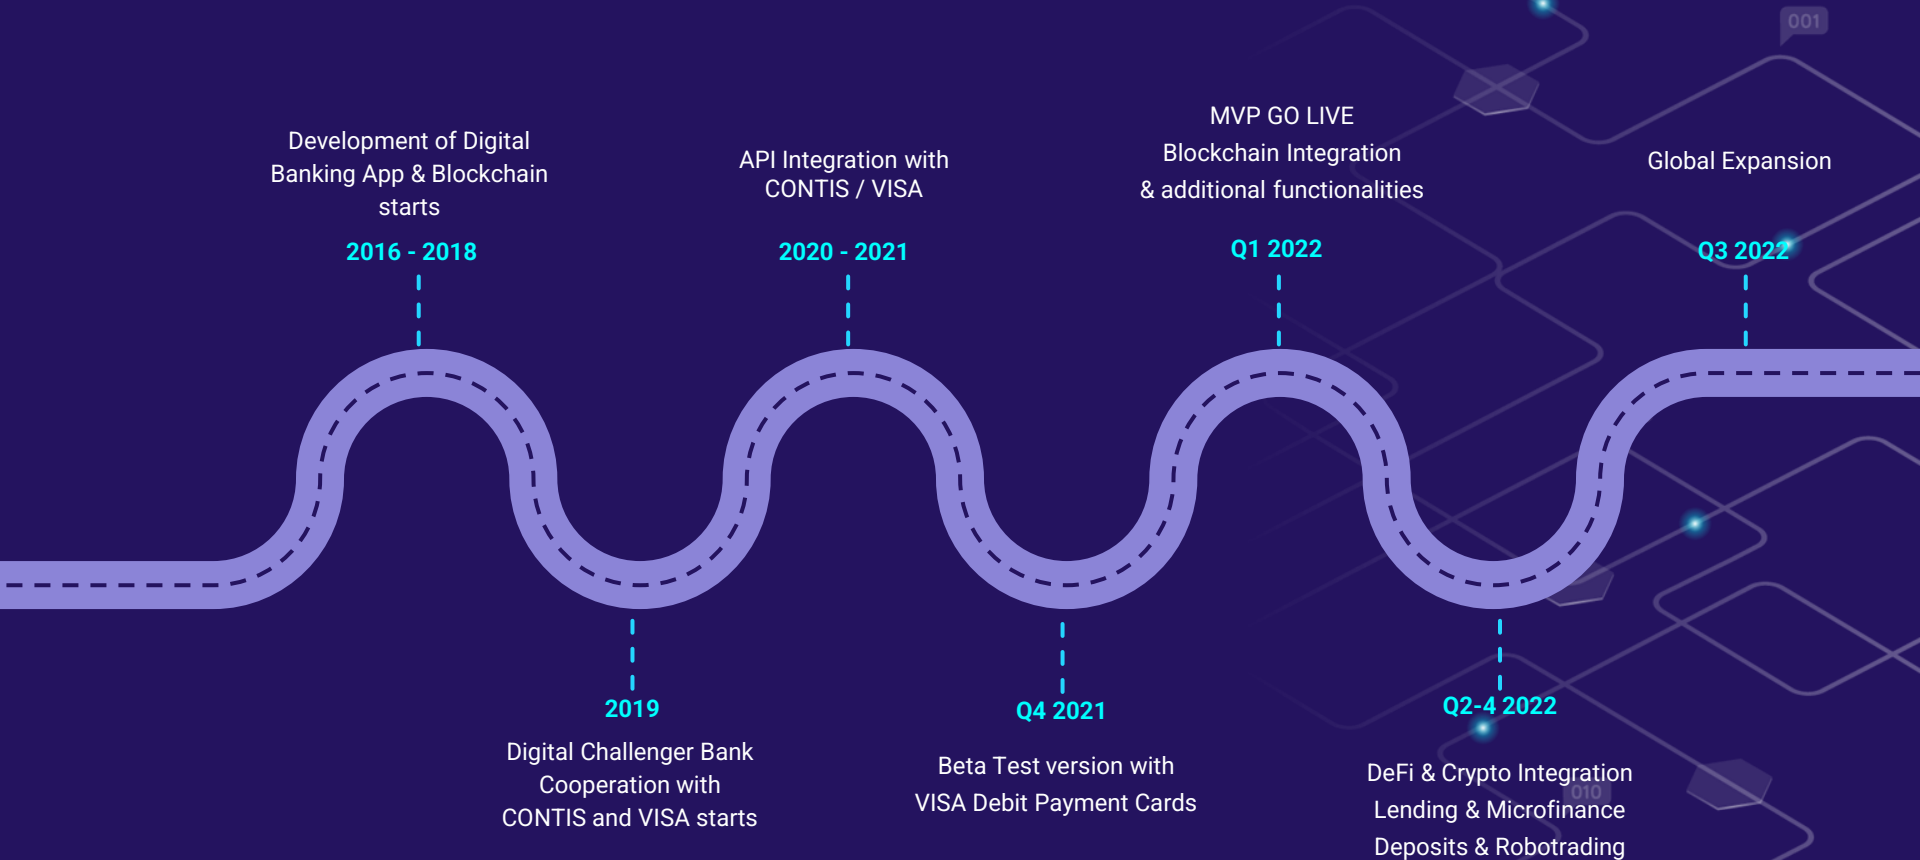 001
Development of Digital
Banking App & Blockchain
starts
2016 - 2018
API Integration with
CONTIS / VISA
2020 - 2021
MVP GO LIVE
Blockchain Integration
& additional functionalities
Q1 2022
Global Expansion
Q3 2022
2019
Digital Challenger Bank
Cooperation with
CONTIS and VISA starts
Q4 2021
Beta Test version with
VISA Debit Payment Cards
Q2-4 2022
DeFi & Crypto Integration
010
Lending & Microfinance
Deposits & Robotrading